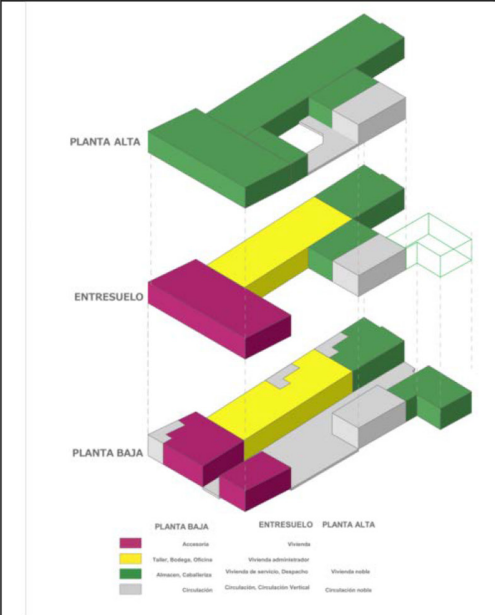 PLANTA ALTA
ENTRESUELO
PLANTA BAJA
PLANTA BAJA ENTRESUELO PLANTA ALTA
Accesoria Vivienda
Taller, Bodega, Oficina Vivienda administrador
Almacen, Caballeriza Vivienda de servicio, Despacho Vivienda noble
Circulación Circulación, Circulación Vertical Circulación noble